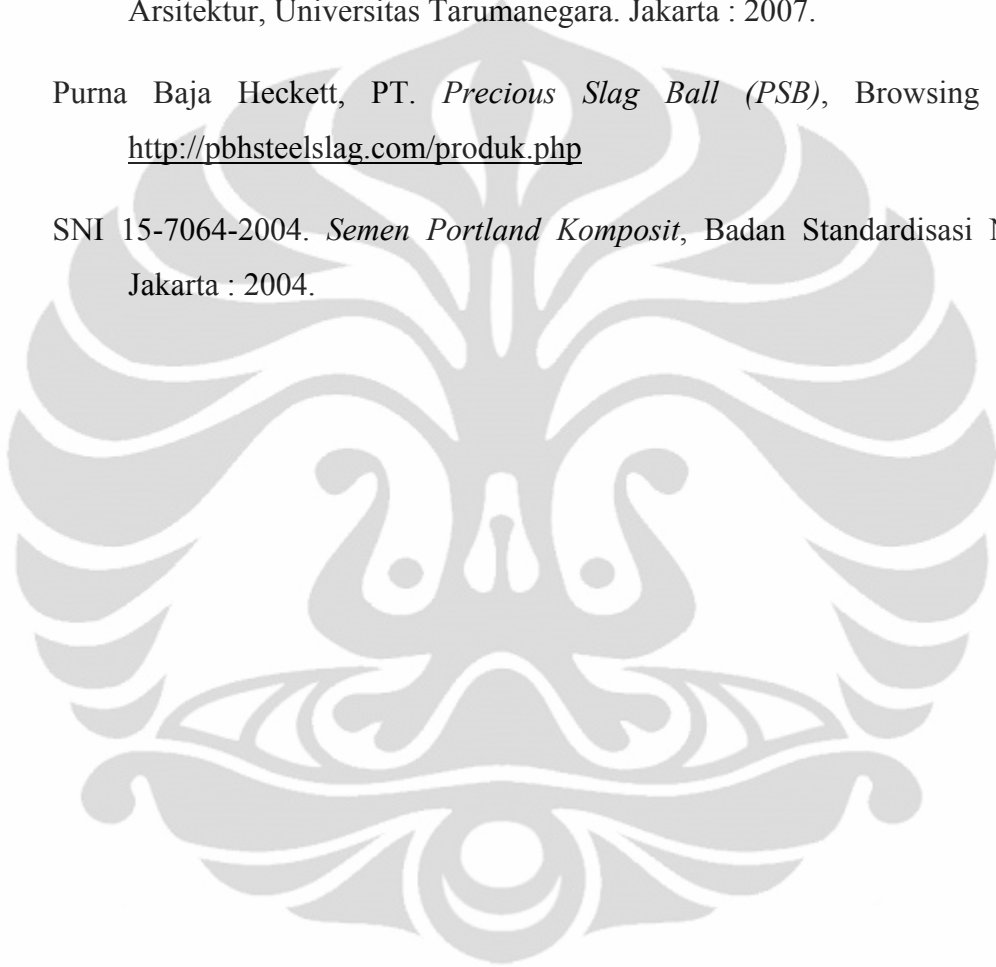 Arsitektur, Universitas Tarumanegara. Jakarta : 2007.
Purna Baja Heckett, PT. Precious Slag Ball (PSB), Browsing
http://pbhsteelslag.com/produk.php
SNI 15-7064-2004. Semen Portland Komposit, Badan Standardisasi
Jakarta : 2004.